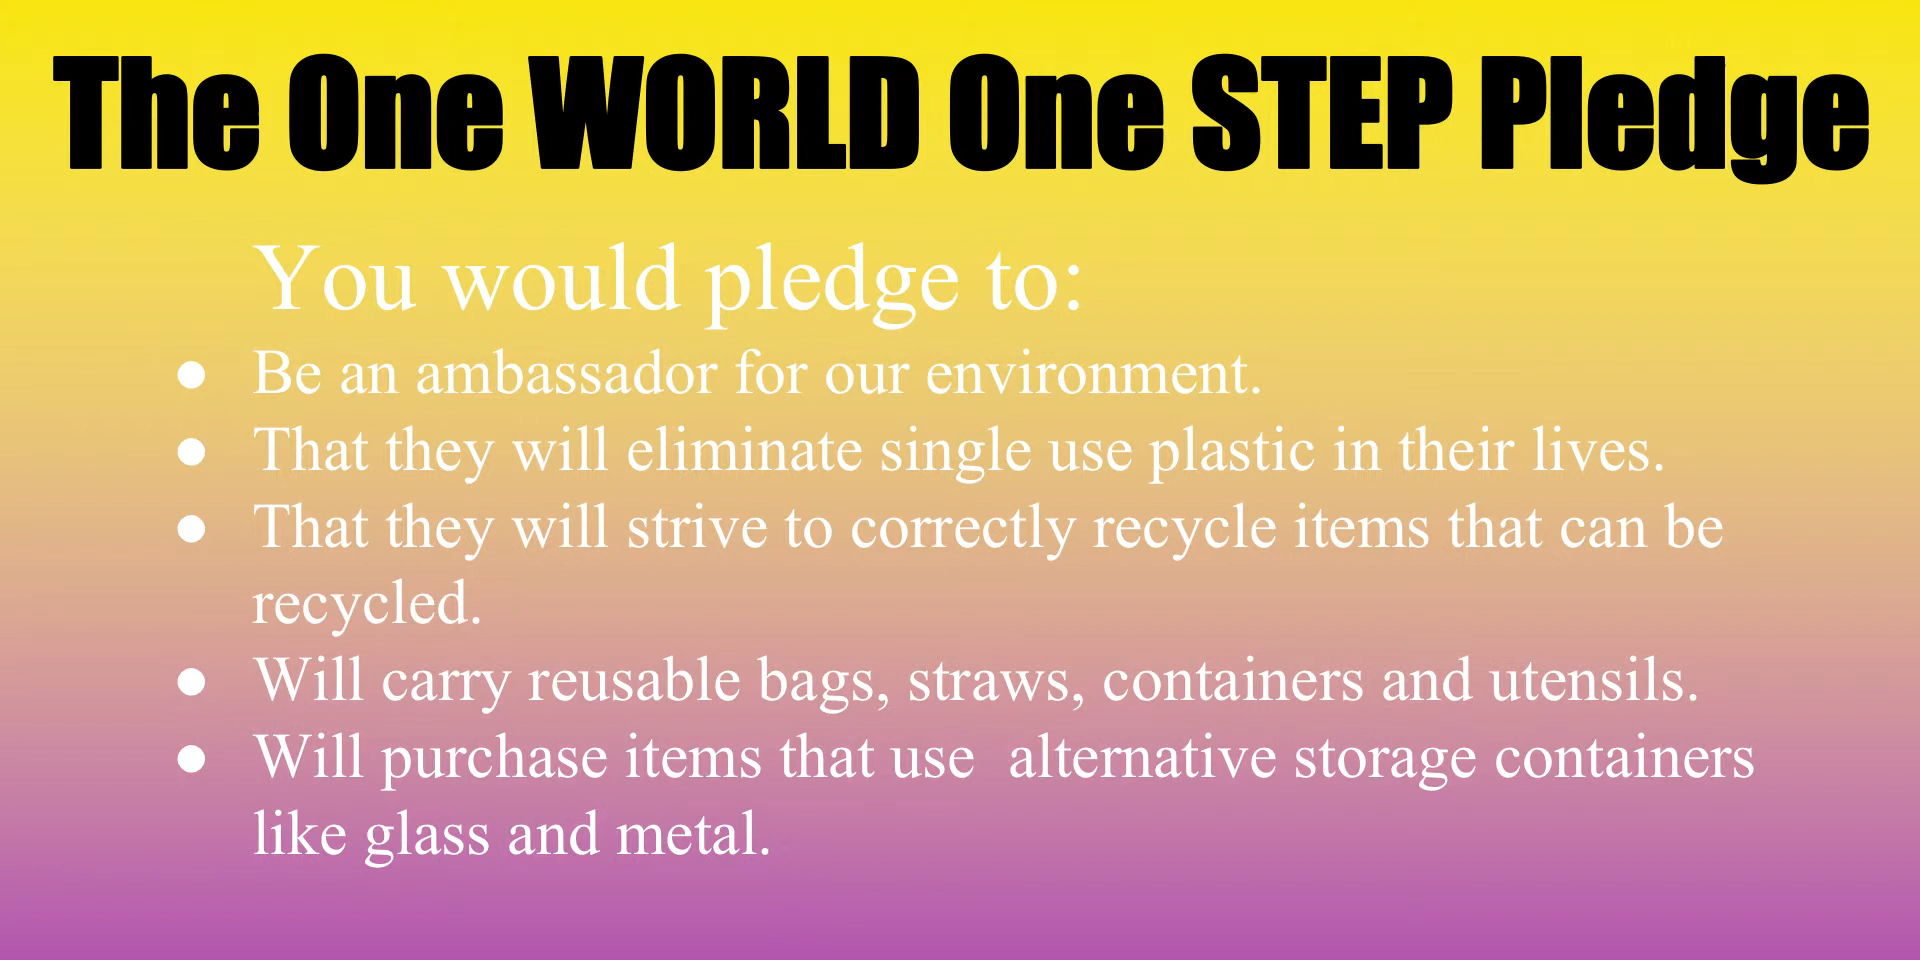 The One WORLD One STEP Pledge
You would pledge to:
● Be an ambassador for our environment.
● That they will eliminate single use plastic in their lives.
● That they will strive to correctly recycle items that can be
recycled.
● Will carry reusable bags, straws, containers and utensils.
● Will purchase items that use  alternative storage containers
like glass and metal.